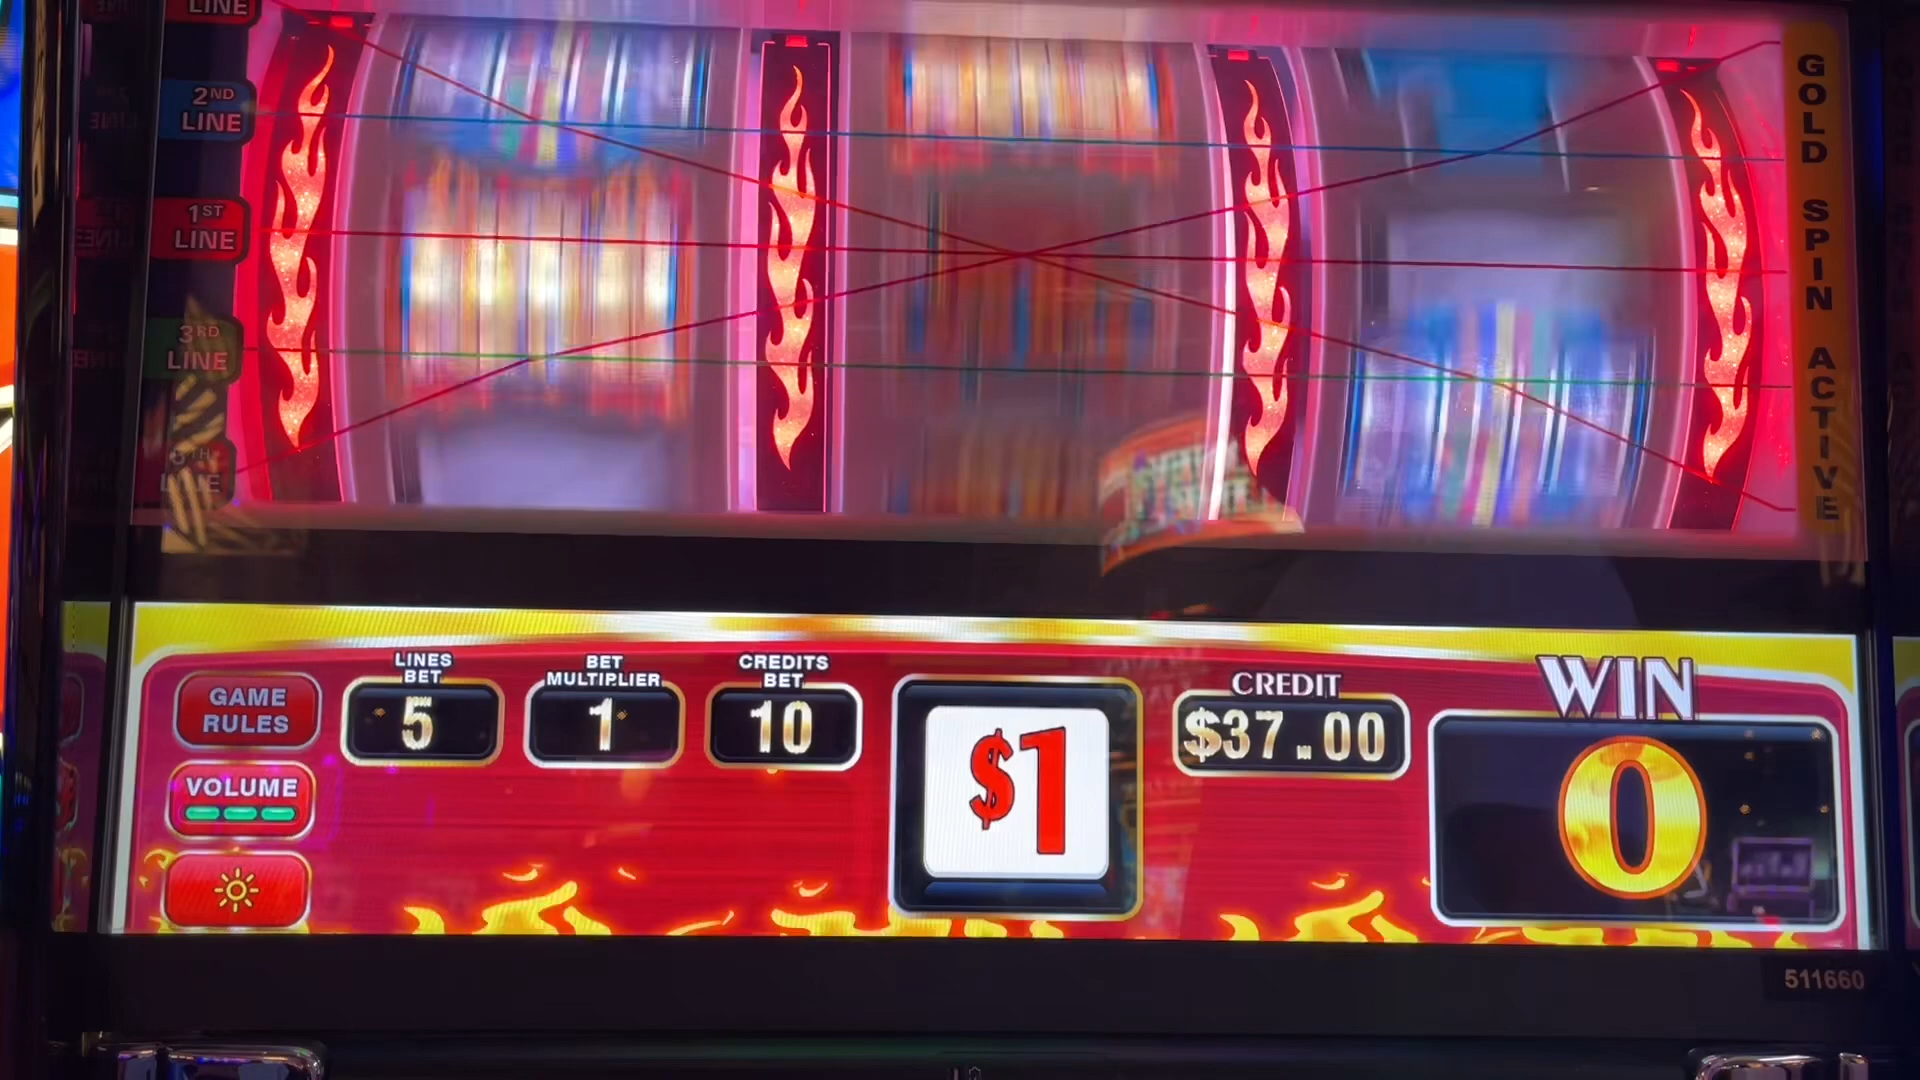 LINE
2ND
LINE
1ST
LINE
3RD
LINE
GOLD SPIN ACTIVE
LINES
BET
5
BET
MULTIPLIER
1
CREDITS
BET
10
$1
CREDIT
$37.00
WIN
0
GAME
RULES
VOLUME
511660